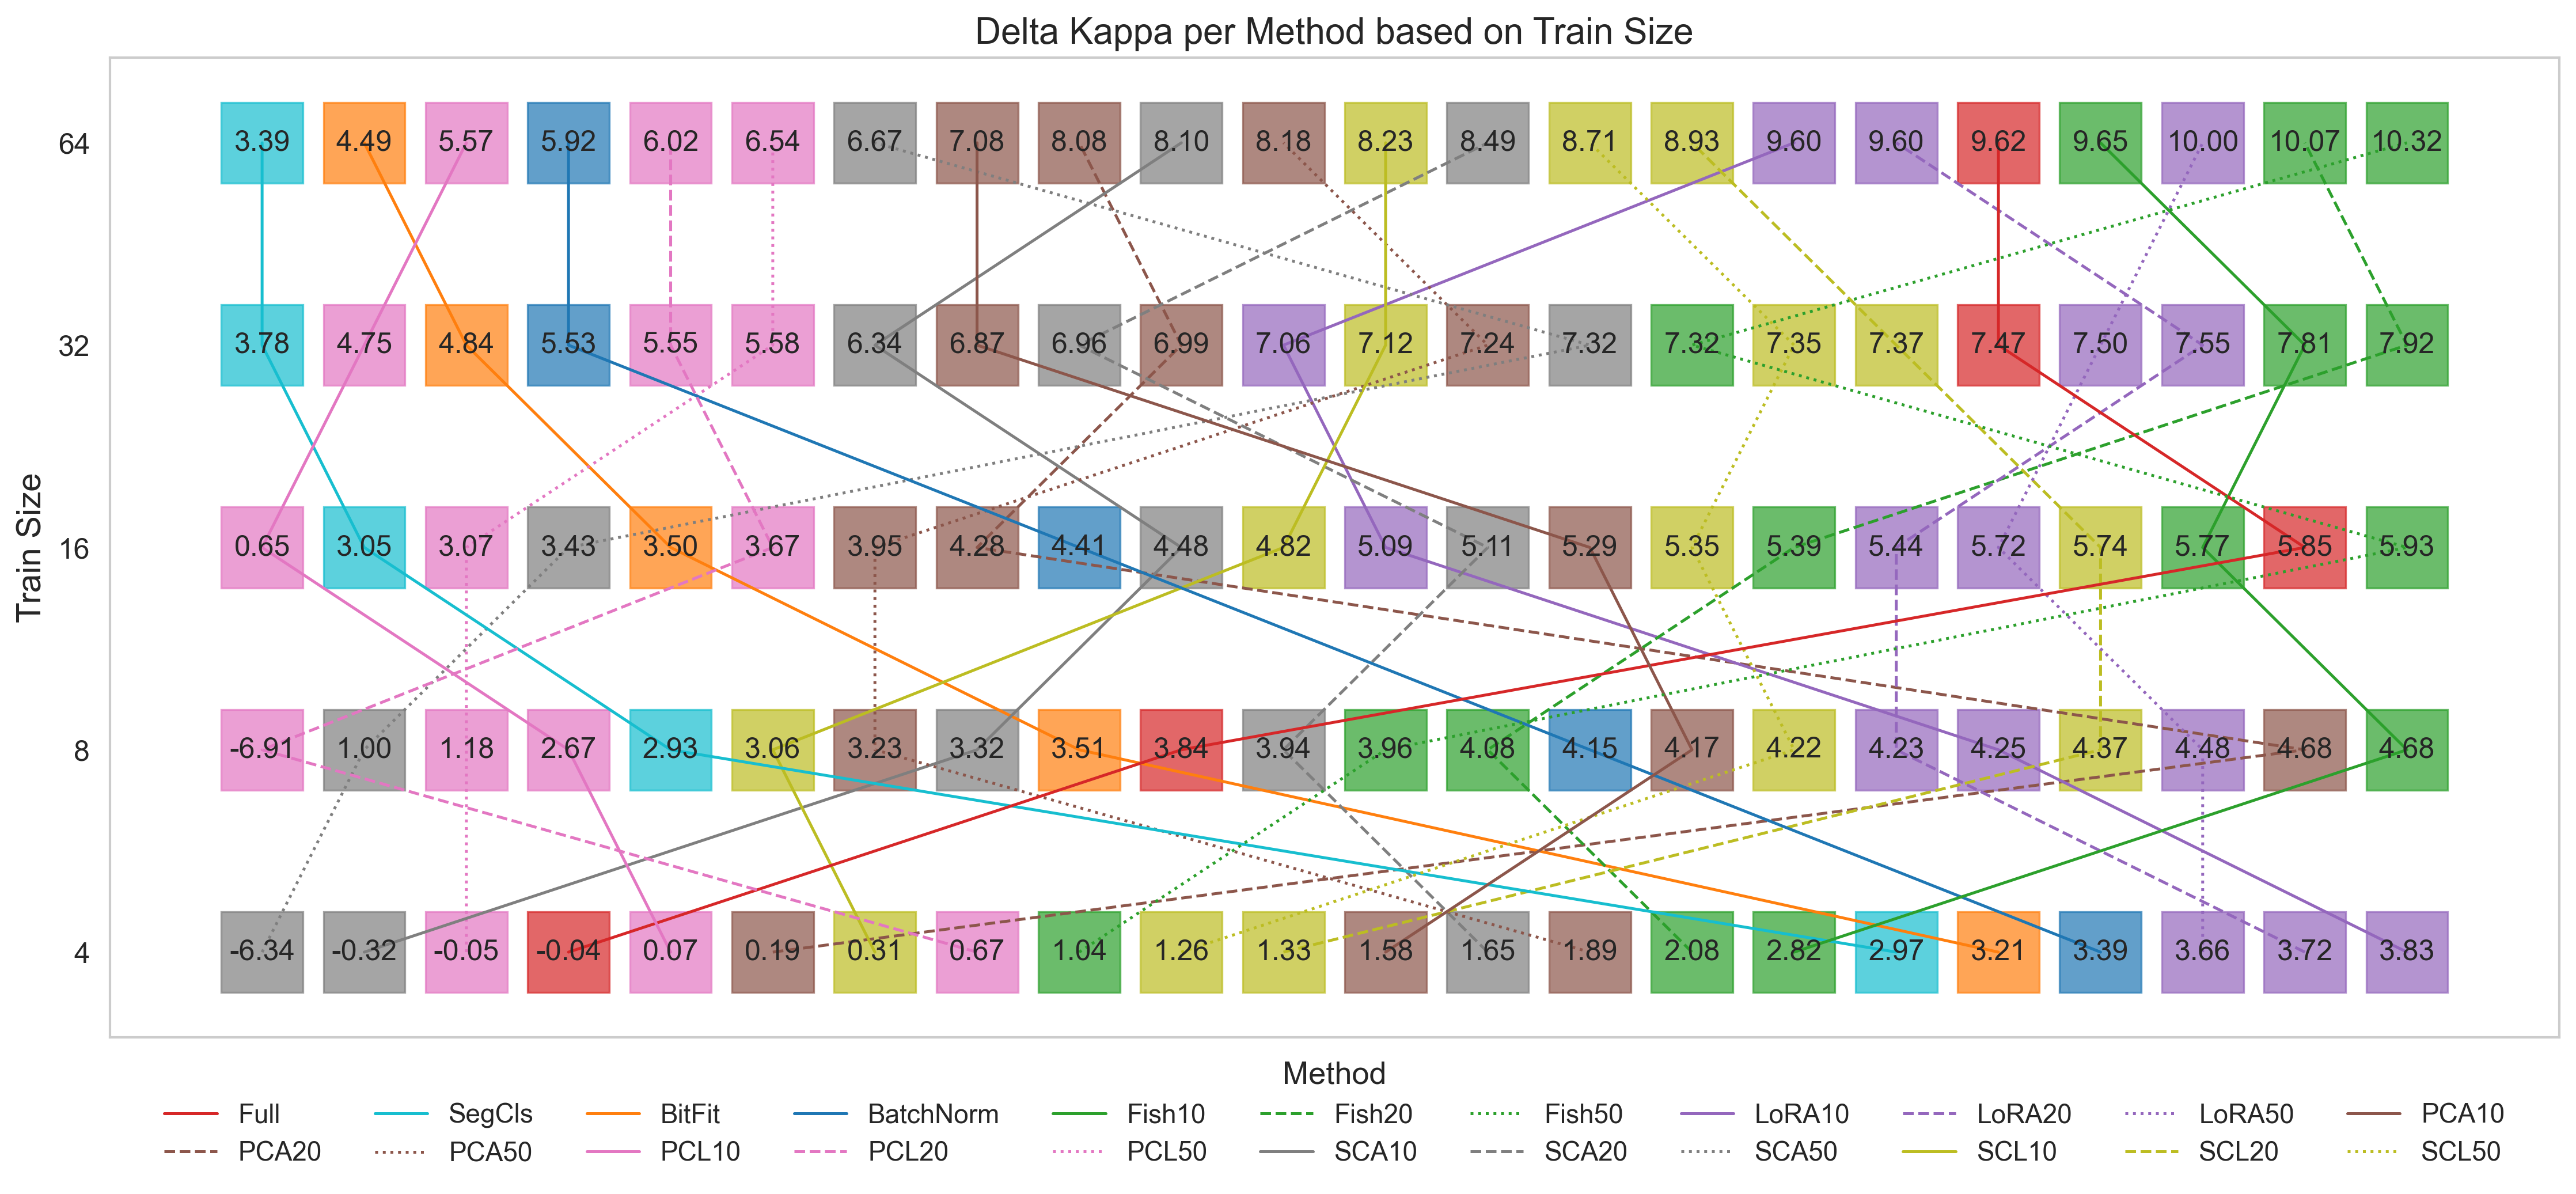 Delta Kappa per Method based on Train Size
64 3.39 4.49 5.57 5.92 6.02 6.54 6.67 7.08 8.08 8.10 8.18 8.23 8.49 8.71 8.93 9.60 9.60 9.62 9.65 10.00 10.07 10.32
32 3.78 4.75 4.84 5.53 5.55 5.58 6.34 6.87 6.96 6.99 7.06 7.12 7.24 7.32 7.32 7.35 7.37 7.47 7.50 7.55 7.81 7.92
Train Size
16 0.65 3.05 3.07 3.43 3.50 3.67 3.95 4.28 4.41 4.48 4.82 5.09 5.11 5.29 5.35 5.39 5.44 5.72 5.74 5.77 5.85 5.93
8 -6.91 1.00 1.18 2.67 2.93 3.06 3.23 3.32 3.51 3.84 3.94 3.96 4.08 4.15 4.17 4.22 4.23 4.25 4.37 4.48 4.68 4.68
4 -6.34 -0.32 -0.05 -0.04 0.07 0.19 0.31 0.67 1.04 1.26 1.33 1.58 1.65 1.89 2.08 2.82 2.97 3.21 3.39 3.66 3.72 3.83
Method
Full SegCls BitFit BatchNorm Fish10 Fish20 Fish50 LoRA10 LoRA20 LoRA50 PCA10
PCA20 PCA50 PCL10 PCL20 PCL50 SCA10 SCA20 SCA50 SCL10 SCL20 SCL50